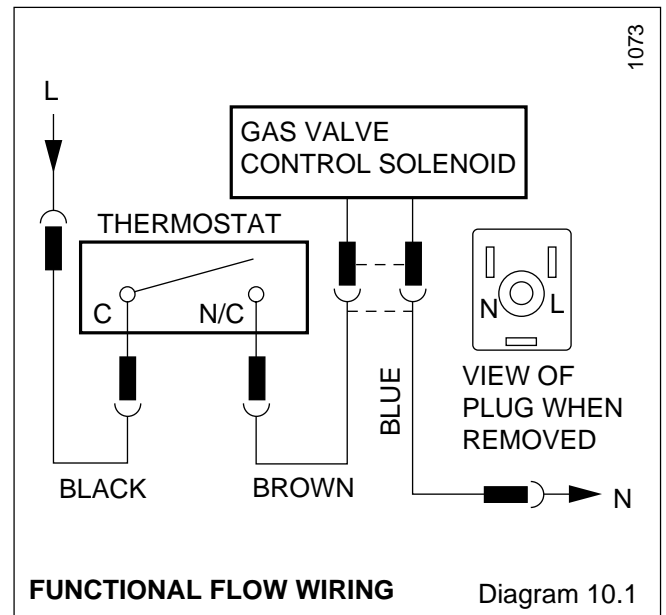 1073
L
GAS VALVE
CONTROL SOLENOID
THERMOSTAT
C N/C
N L
BLUE
VIEW OF
PLUG WHEN
REMOVED
BLACK BROWN
N
FUNCTIONAL FLOW WIRING Diagram 10.1